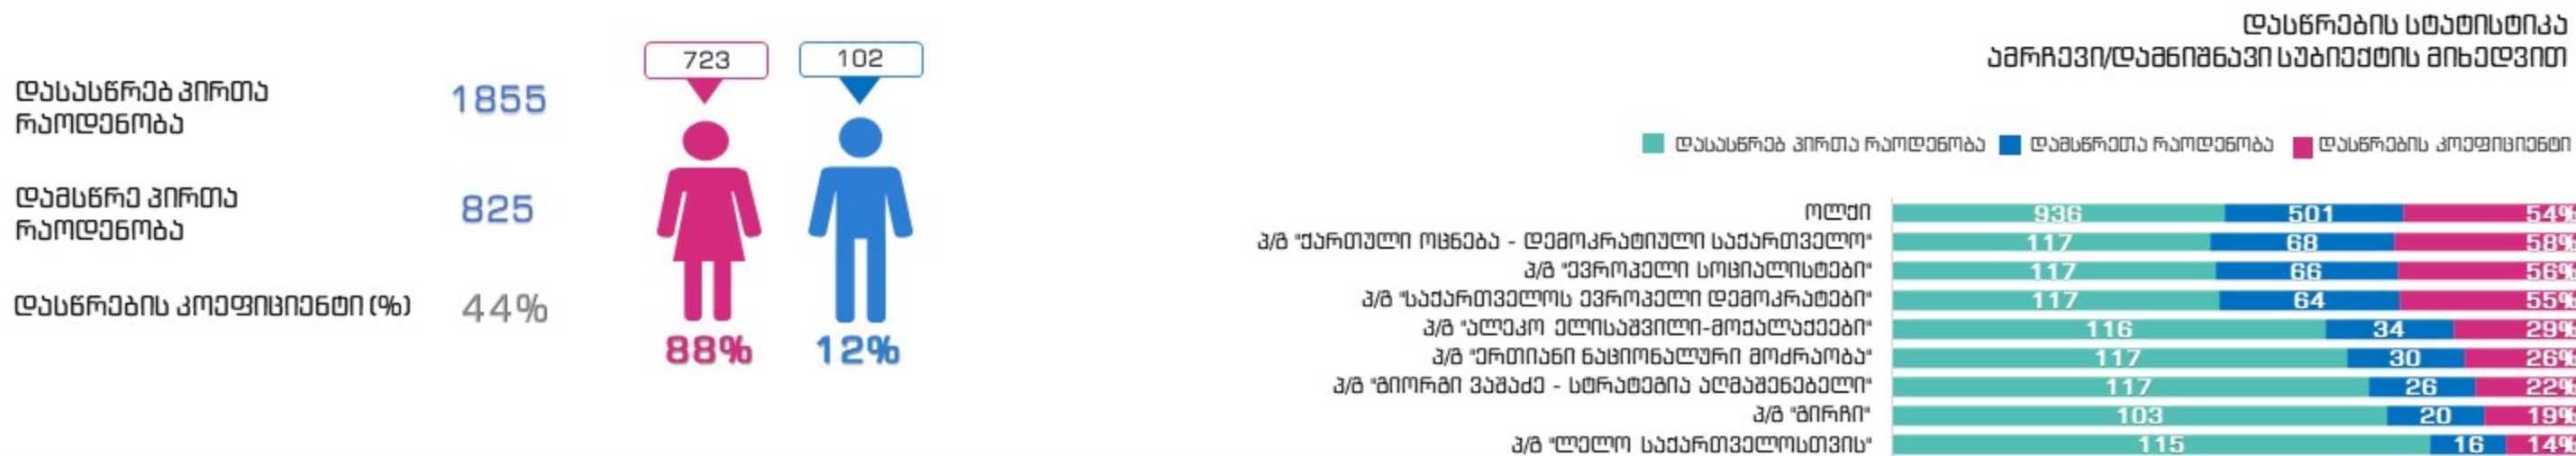 დასასწრებ პირთა
რაოდენობა
1855
დამსწრე პირთა
რაოდენობა
825
დასწრების კოეფიციენტი (%)
44%
723
102
88%
12%
დასწრების სტატისტიკა
ამრჩევი/დამნიშნავი სუბიექტის მიხედვით
დასასწრებ პირთა რაოდენობა დამსწრეთა რაოდენობა დასწრების კოეფიციენტი
ოლქი 936 501 54%
პ/გ "ქართული ოცნება - დემოკრატიული საქართველო" 117 68 58%
პ/გ "ევროპელი სოციალისტები" 117 66 56%
პ/გ "საქართველოს ევროპელი დემოკრატები" 117 64 55%
პ/გ "ალეკო ელისაშვილი-მოქალაქეები" 116 34 29%
პ/გ "ერთიანი ნაციონალური მოძრაობა" 117 30 26%
პ/გ "გიორგი ვაშაძე - სტრატეგია აღმაშენებელი" 117 26 22%
პ/გ "გირჩი" 103 20 19%
პ/გ "ლელო საქართველოსთვის" 115 16 14%